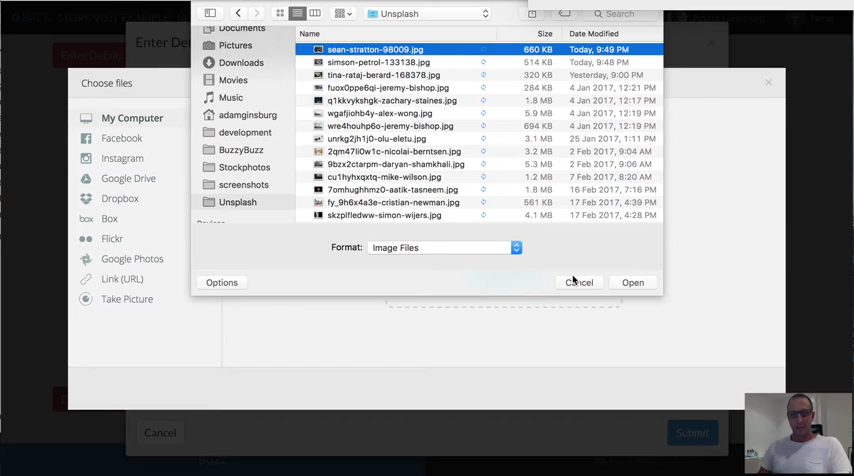 Unsplash
Search
Documents
Pictures
Downloads
Movies
Music
adamginsburg
development
BuzzyBuzz
Stockphotos
screenshots
Unsplash
Devices
Name Size Date Modified
sean-stratton-98009.jpg 660 KB Today, 9:49 PM
simson-petrol-133138.jpg 514 KB Today, 9:48 PM
tina-rataj-berard-168378.jpg 320 KB Yesterday, 9:00 PM
fuox0ppe6qi-jeremy-bishop.jpg 284 KB 4 Jan 2017, 12:21 PM
q1kkvykshgk-zachary-staines.jpg 1.8 MB 4 Jan 2017, 12:17 PM
wgafjiohb4y-alex-wong.jpg 5.9 MB 4 Jan 2017, 12:19 PM
wre4houhp6o-jeremy-bishop.jpg 694 KB 4 Jan 2017, 12:19 PM
unrkg2jh1j0-olu-eletu.jpg 3.1 MB 25 Jan 2017, 1:11 PM
2qm47li0w1c-nicolai-berntsen.jpg 3.2 MB 2 Feb 2017, 9:04 AM
9bzx2ctarpm-daryan-shamkhali.jpg 5.3 MB 2 Feb 2017, 9:06 AM
cu1hyhxqxtq-mike-wilson.jpg 1.2 MB 7 Feb 2017, 8:20 AM
7omhughhmz0-aatik-tasneem.jpg 1.8 MB 16 Feb 2017, 7:16 PM
fy_9h6x4a3e-cristian-newman.jpg 561 KB 17 Feb 2017, 4:39 PM
skzplfledww-simon-wijers.jpg 4.1 MB 17 Feb 2017, 4:28 PM
Format: Image Files
Options Cancel Open
Enter Details
Enter Det
Choose files
My Computer
Facebook
Instagram
Google Drive
Dropbox
box Box
Flickr
Google Photos
Link (URL)
Take Picture
Cancel
Submit